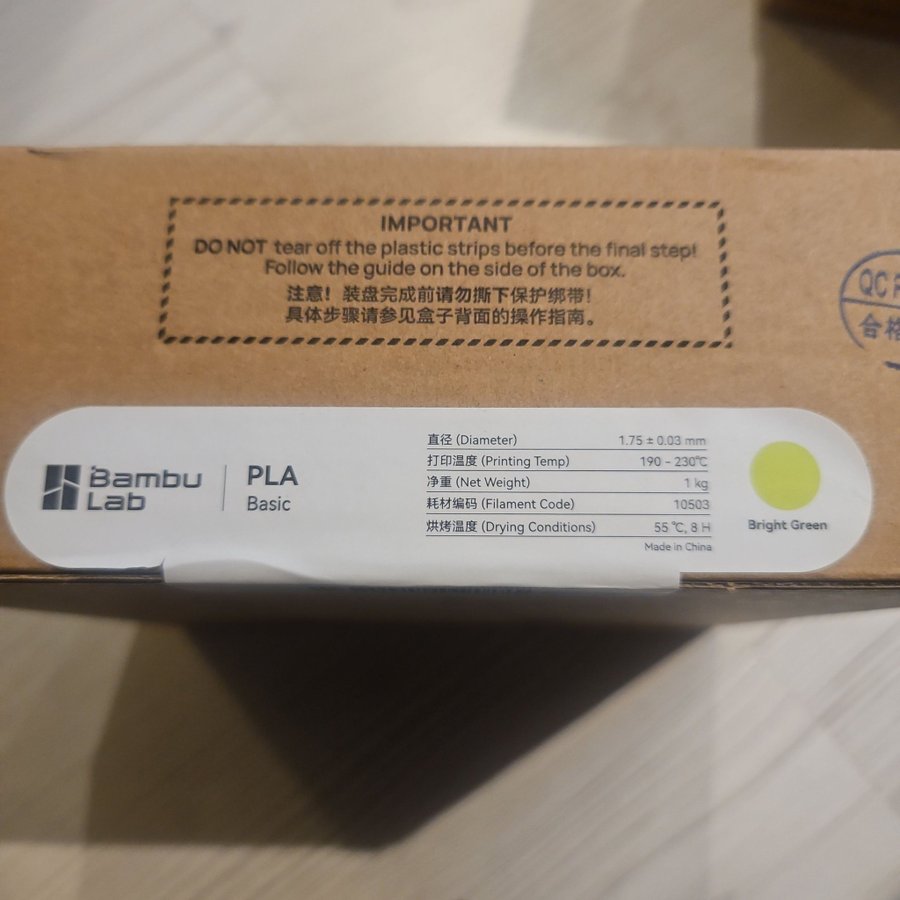 IMPORTANT
DO NOT tear off the plastic strips before the final step!
Follow the guide on the side of the box.
注意！装盘完成前请勿撕下保护绑带！
具体步骤请参见盒子背面的操作指南。
QC
合格
Bambu
Lab
PLA
Basic
直径 (Diameter) 1.75 ± 0.03 mm
打印温度 (Printing Temp) 190 - 230℃
净重 (Net Weight) 1 kg
耗材编码 (Filament Code) 10503
烘烤温度 (Drying Conditions) 55 ℃, 8 H
Made in China
Bright Green